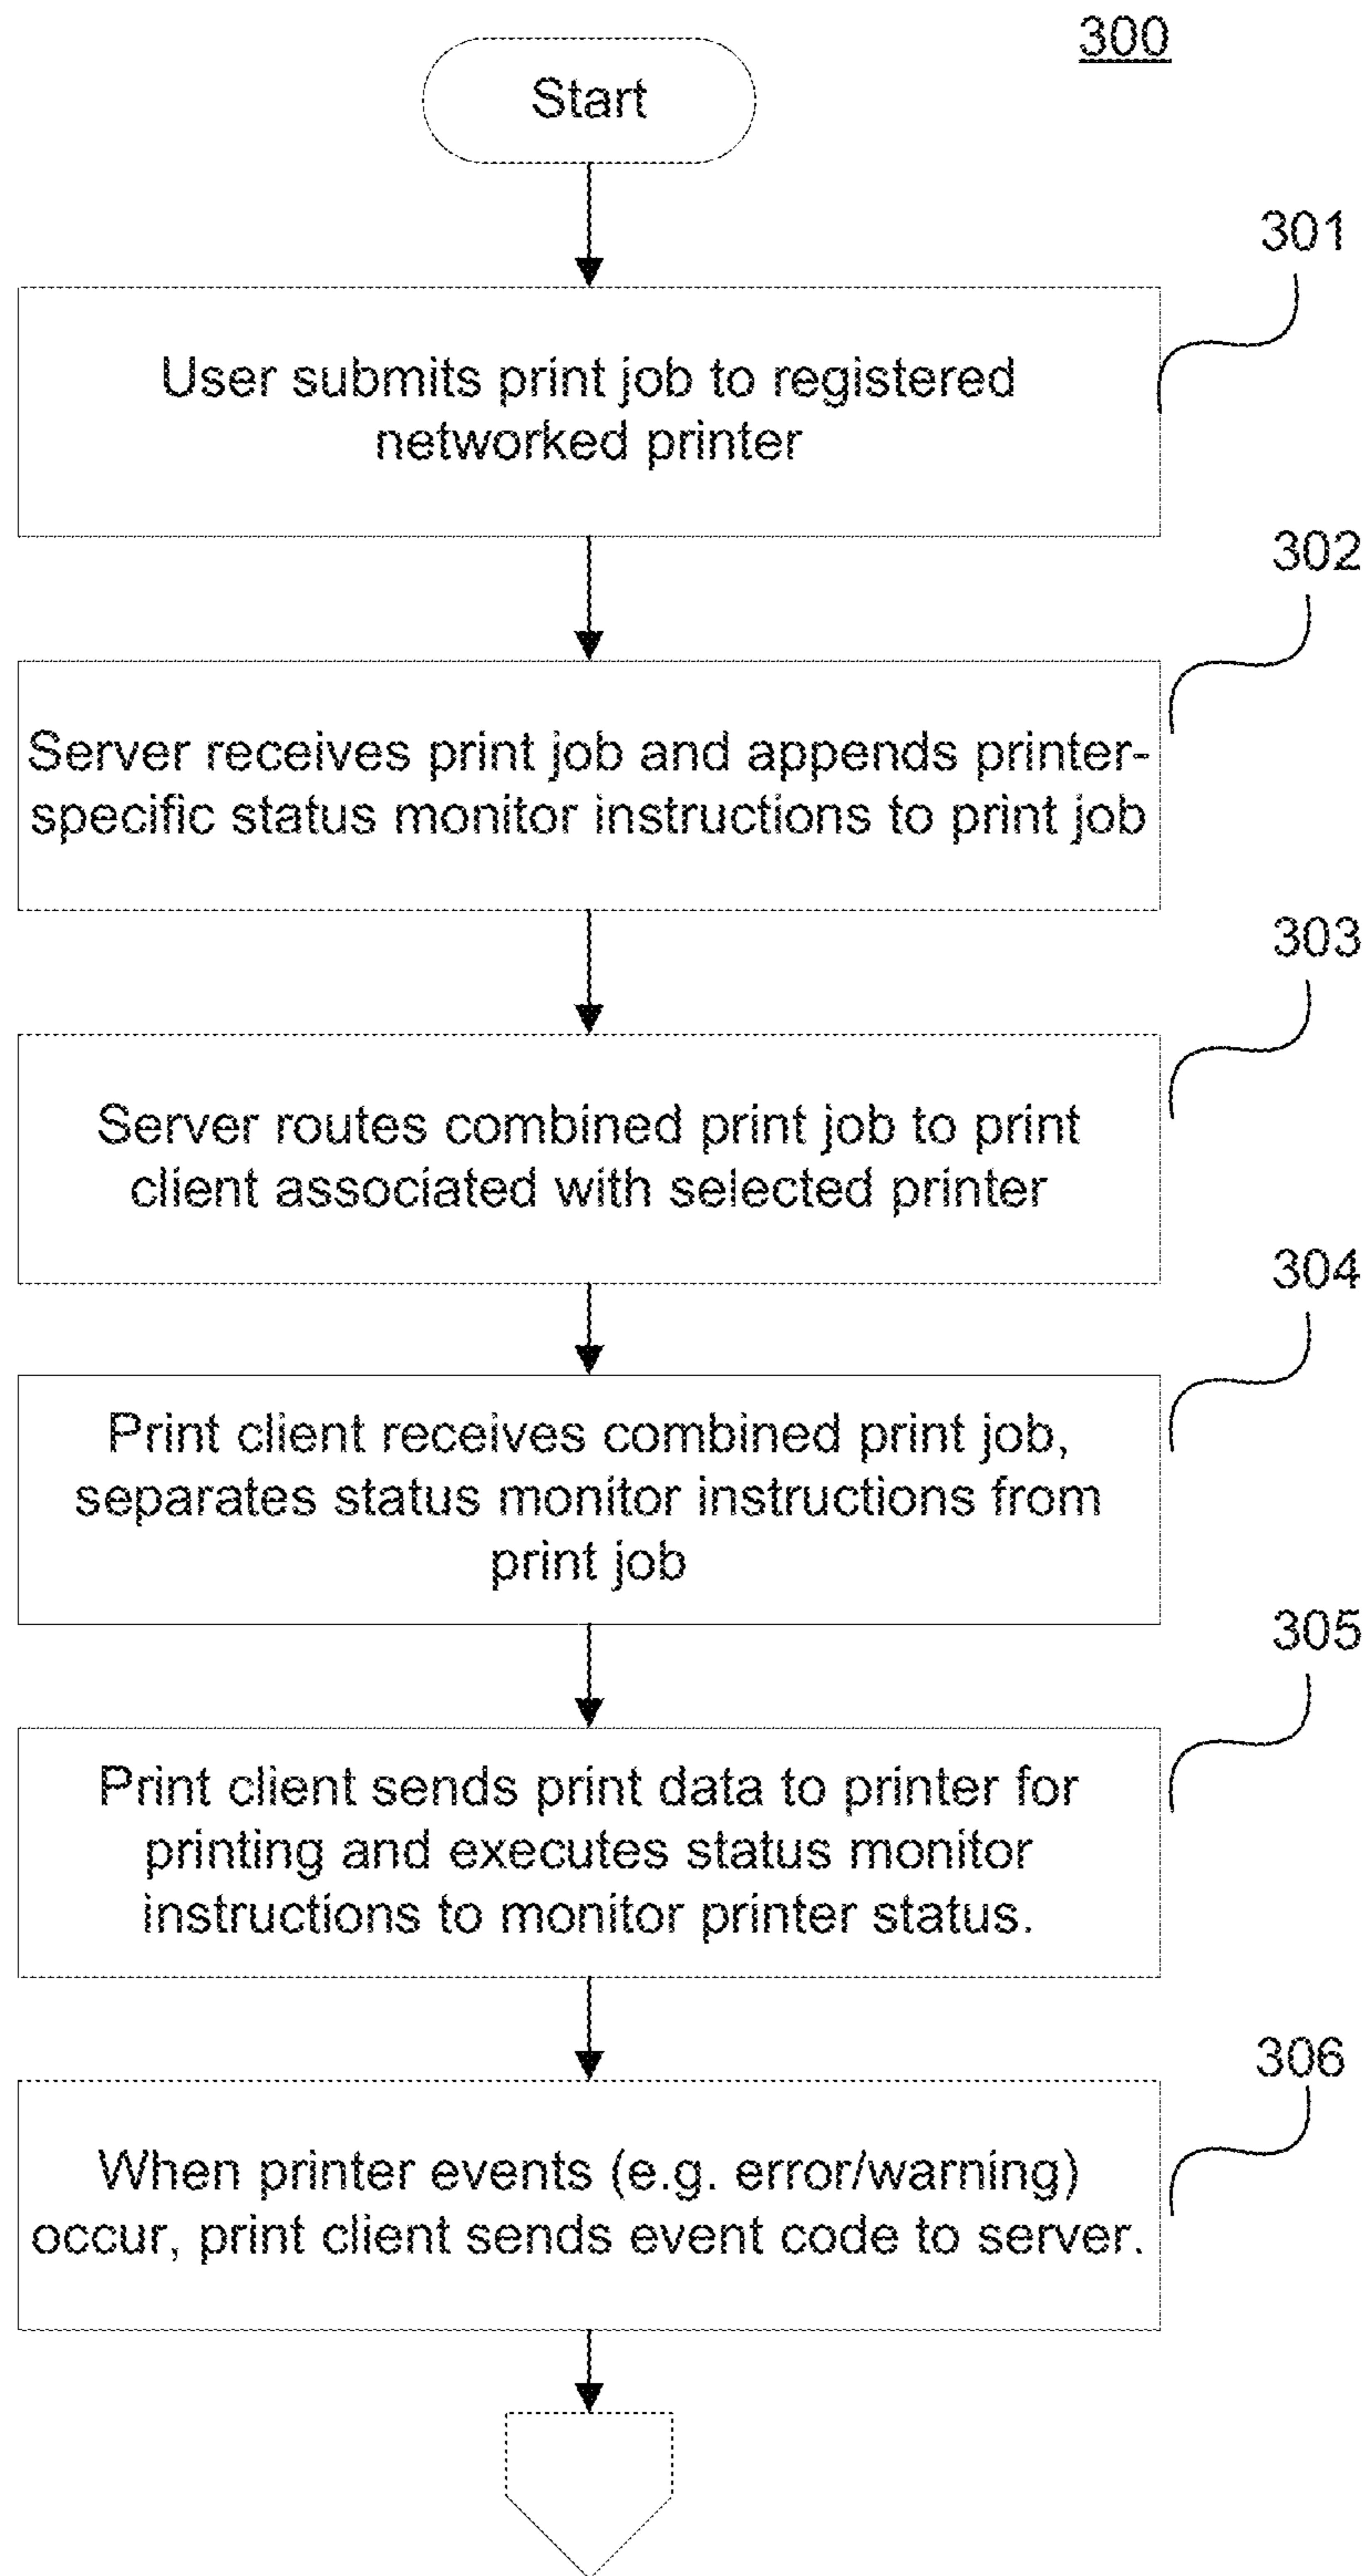 300
Start
301
User submits print job to registered
networked printer
302
Server receives print job and appends printer-
specific status monitor instructions to print job
303
Server routes combined print job to print
client associated with selected printer
304
Print client receives combined print job,
separates status monitor instructions from
print job
305
Print client sends print data to printer for
printing and executes status monitor
instructions to monitor printer status.
306
When printer events (e.g. error/warning)
occur, print client sends event code to server.